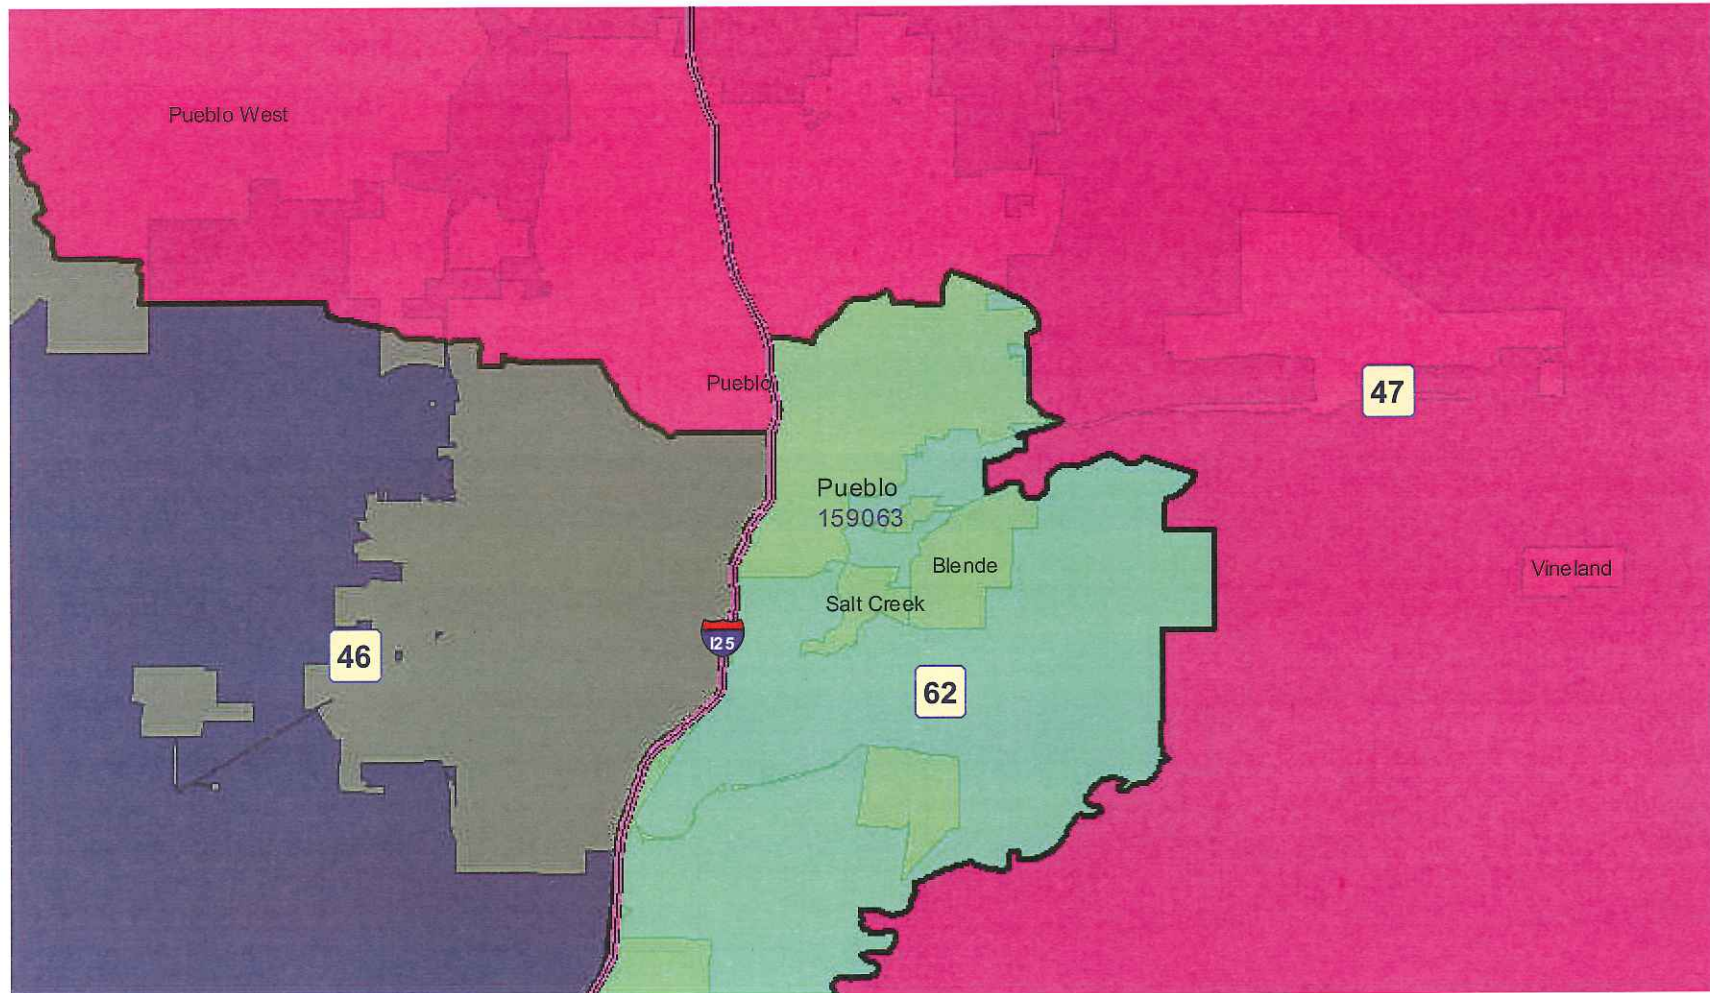 Pueblo West
Pueblo
47
Pueblo
159063
Blende
Vineland
Salt Creek
I25
46
62